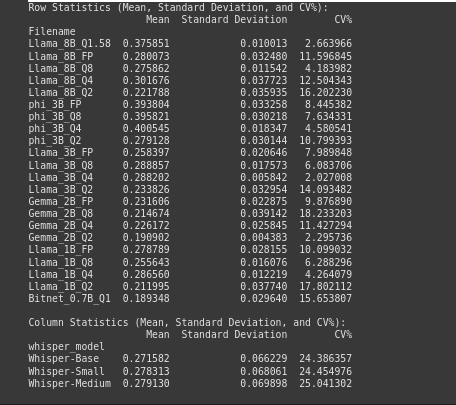 Row Statistics (Mean, Standard Deviation, and CV%):
Mean Standard Deviation CV%
Filename
Llama_8B_Q1.58 0.375851 0.010013 2.663966
Llama_8B_FP 0.280073 0.032480 11.596845
Llama_8B_Q8 0.275862 0.011542 4.183982
Llama_8B_Q4 0.301676 0.037723 12.504343
Llama_8B_Q2 0.221788 0.035935 16.202230
phi_3B_FP 0.393804 0.033258 8.445382
phi_3B_Q8 0.395821 0.030218 7.634331
phi_3B_Q4 0.400545 0.018347 4.580541
phi_3B_Q2 0.279128 0.030144 10.799393
Llama_3B_FP 0.258397 0.020646 7.989848
Llama_3B_Q8 0.288857 0.017573 6.083706
Llama_3B_Q4 0.288202 0.005842 2.027008
Llama_3B_Q2 0.233826 0.032954 14.093482
Gemma_2B_FP 0.231606 0.022875 9.876890
Gemma_2B_Q8 0.214674 0.039142 18.233203
Gemma_2B_Q4 0.226172 0.025845 11.427294
Gemma_2B_Q2 0.190902 0.004383 2.295736
Llama_1B_FP 0.278789 0.028155 10.099032
Llama_1B_Q8 0.255643 0.016076 6.288296
Llama_1B_Q4 0.286560 0.012219 4.264079
Llama_1B_Q2 0.211995 0.037740 17.802112
Bitnet_0.7B_Q1 0.189348 0.029640 15.653807
Column Statistics (Mean, Standard Deviation, and CV%):
Mean Standard Deviation CV%
whisper_model
Whisper-Base 0.271582 0.066229 24.386357
Whisper-Small 0.278313 0.068061 24.454976
Whisper-Medium 0.279130 0.069898 25.041302